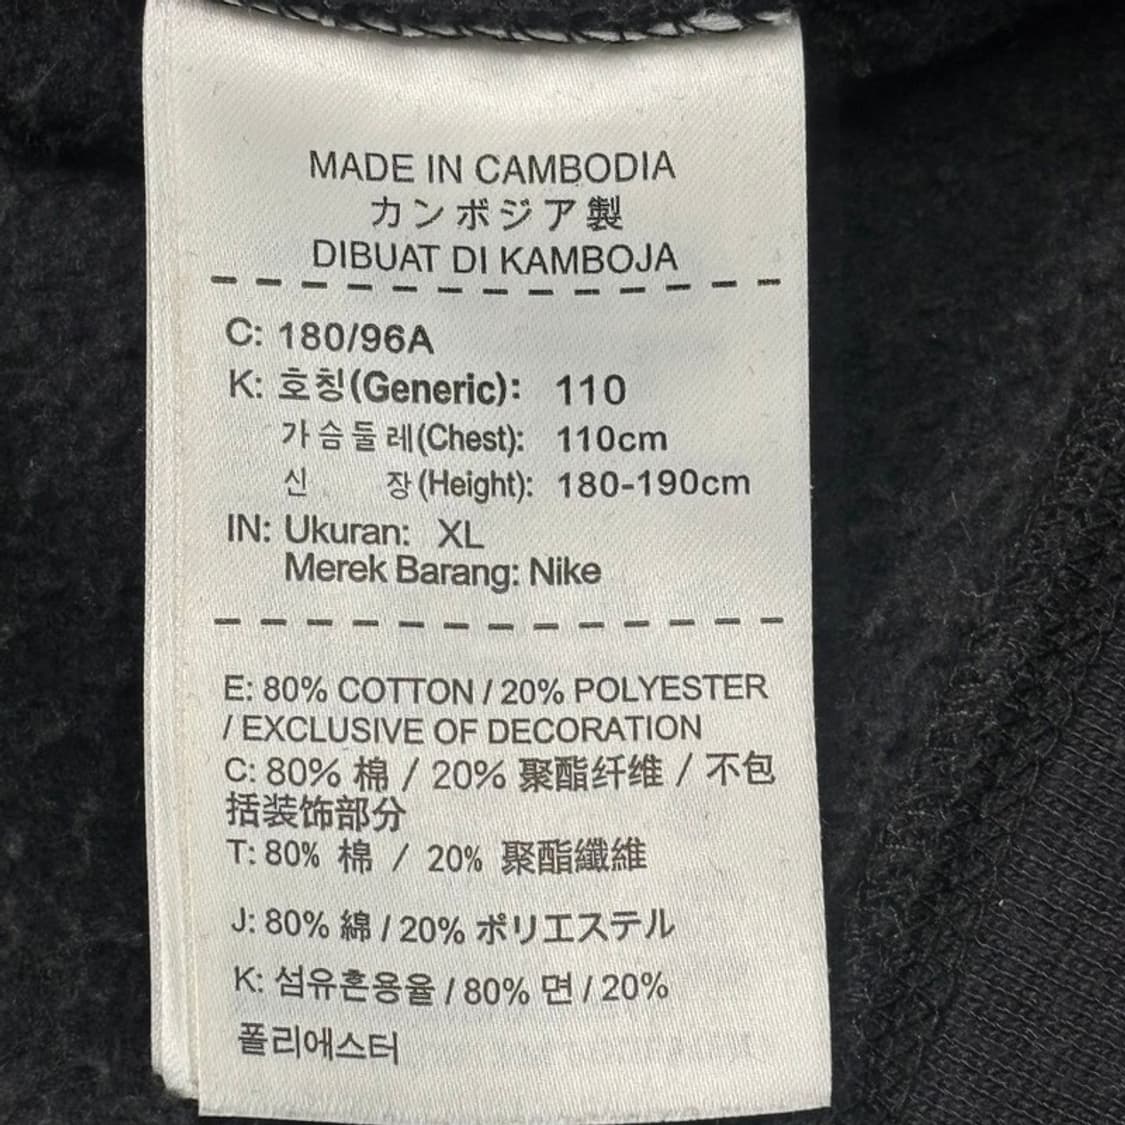 MADE IN CAMBODIA
カンボジア製
DIBUAT DI KAMBOJA
C: 180/96A
K: 호칭(Generic): 110
가슴둘레(Chest): 110cm
신 장(Height): 180-190cm
IN: Ukuran: XL
Merek Barang: Nike
E: 80% COTTON / 20% POLYESTER
/ EXCLUSIVE OF DECORATION
C: 80% 棉 / 20% 聚酯纤维 / 不包
括装饰部分
T: 80% 棉 / 20% 聚酯纖維
J: 80% 綿 / 20% ポリエステル
K: 섬유혼용율 / 80% 면 / 20%
폴리에스터